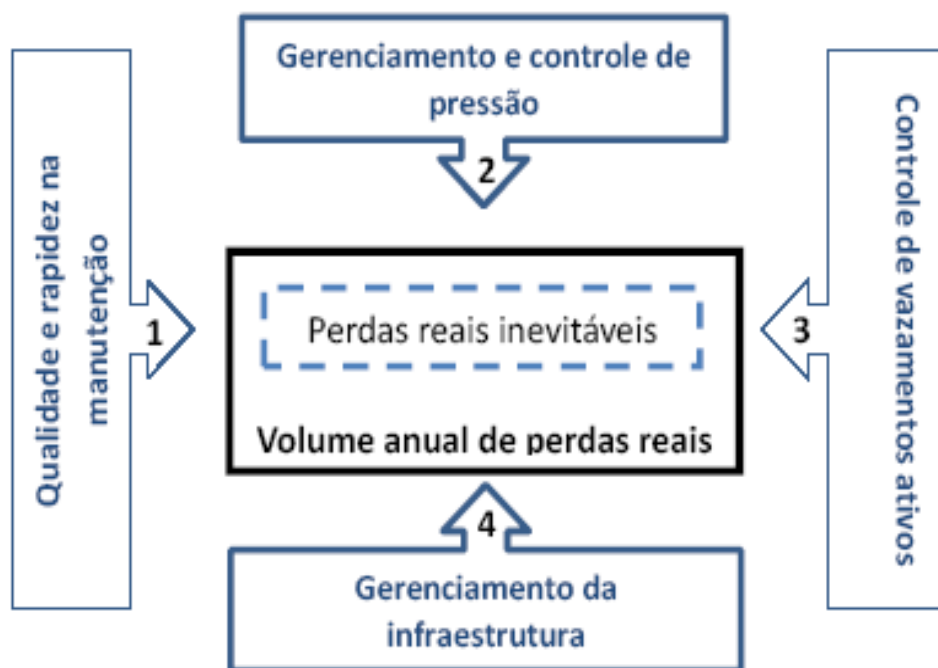 Gerenciamento e controle de
pressão
2
Qualidade e rapidez na
manutenção
1
Perdas reais inevitáveis
Volume anual de perdas reais
3
Controle de vazamentos ativos
4
Gerenciamento da
infraestrutura